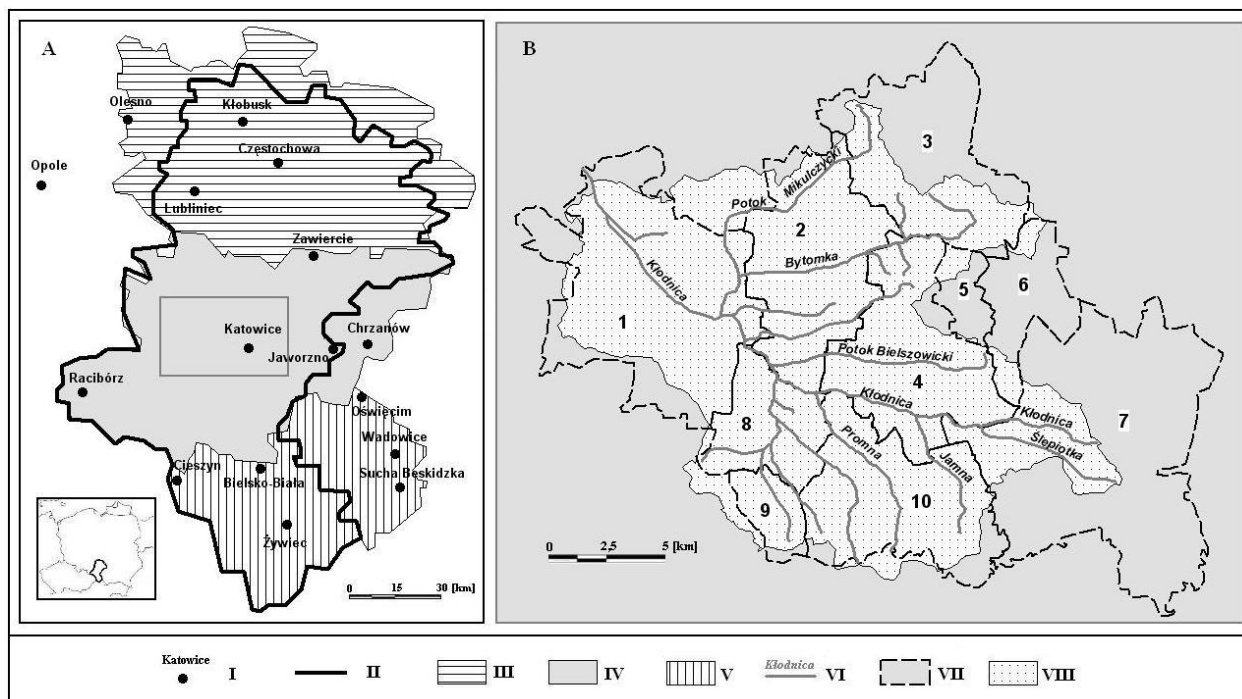 A
Olesno
Kłobusk
Częstochowa
Opole
Lubliniec
Zawiercie
Katowice
Chrzanów
Jaworzno
Racibórz
Oświęcim
Wadowice
Cieszyn
Sucha Beskidzka
Bielsko-Biała
Żywiec
0 15 30 [km]
B
3
Mikulczycki
Potok
2
Bytomka
Kłodnica
5
6
1
Potok Bielszowicki
4
Kłodnica
Kłodnica
7
8
Promna
Ślepiotka
Jamna
9
10
0 2,5 5 [km]
Katowice I
II
III
IV
V
Kłodnica VI
VII
VIII